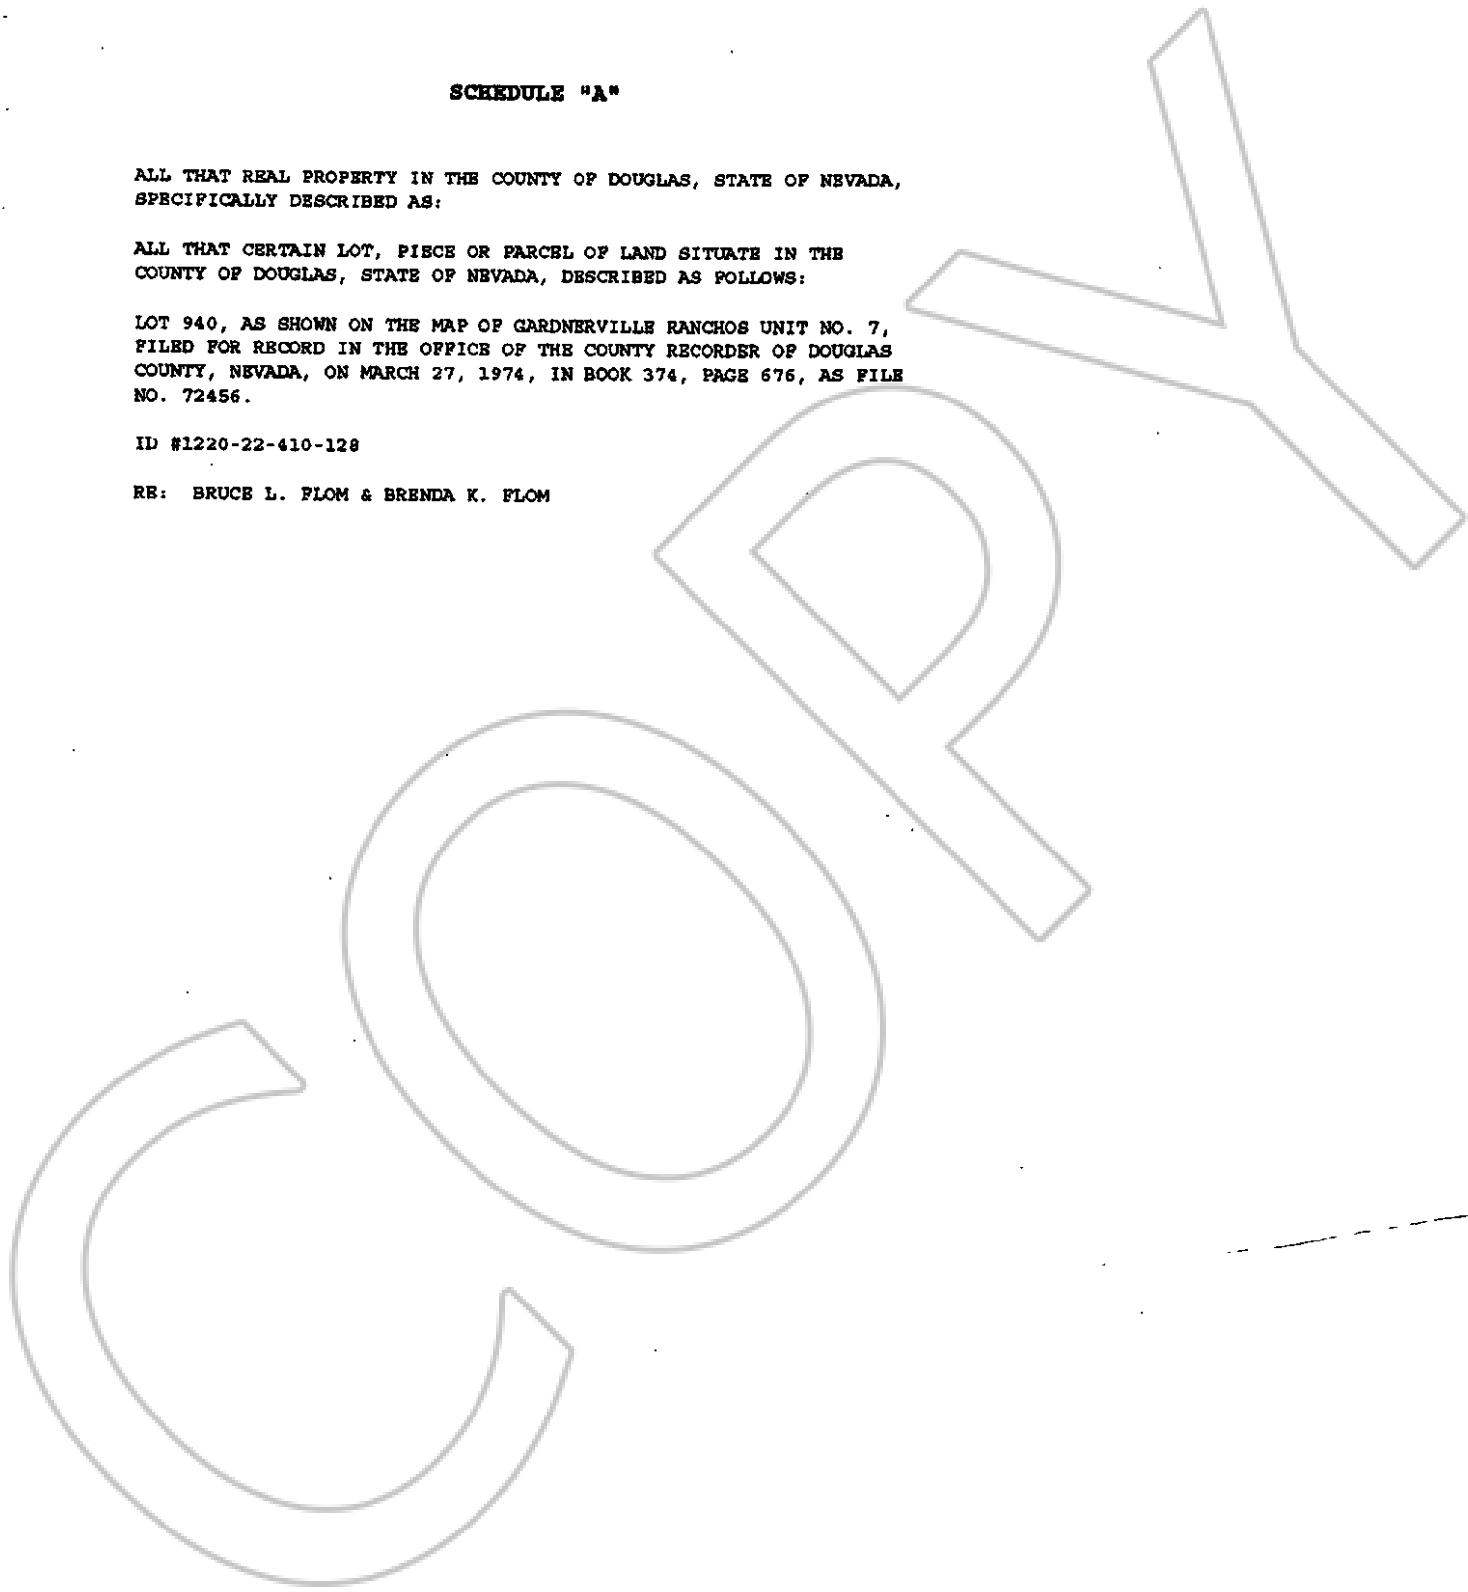 SCHEDULE "A"
ALL THAT REAL PROPERTY IN THE COUNTY OF DOUGLAS, STATE OF NEVADA,
SPECIFICALLY DESCRIBED AS:
ALL THAT CERTAIN LOT, PIECE OR PARCEL OF LAND SITUATE IN THE
COUNTY OF DOUGLAS, STATE OF NEVADA, DESCRIBED AS FOLLOWS:
LOT 940, AS SHOWN ON THE MAP OF GARDNERVILLE RANCHOS UNIT NO. 7,
FILED FOR RECORD IN THE OFFICE OF THE COUNTY RECORDER OF DOUGLAS
COUNTY, NEVADA, ON MARCH 27, 1974, IN BOOK 374, PAGE 676, AS FILE
NO. 72456.
ID #1220-22-410-128
RE: BRUCE L. FLOM & BRENDA K. FLOM
COPY